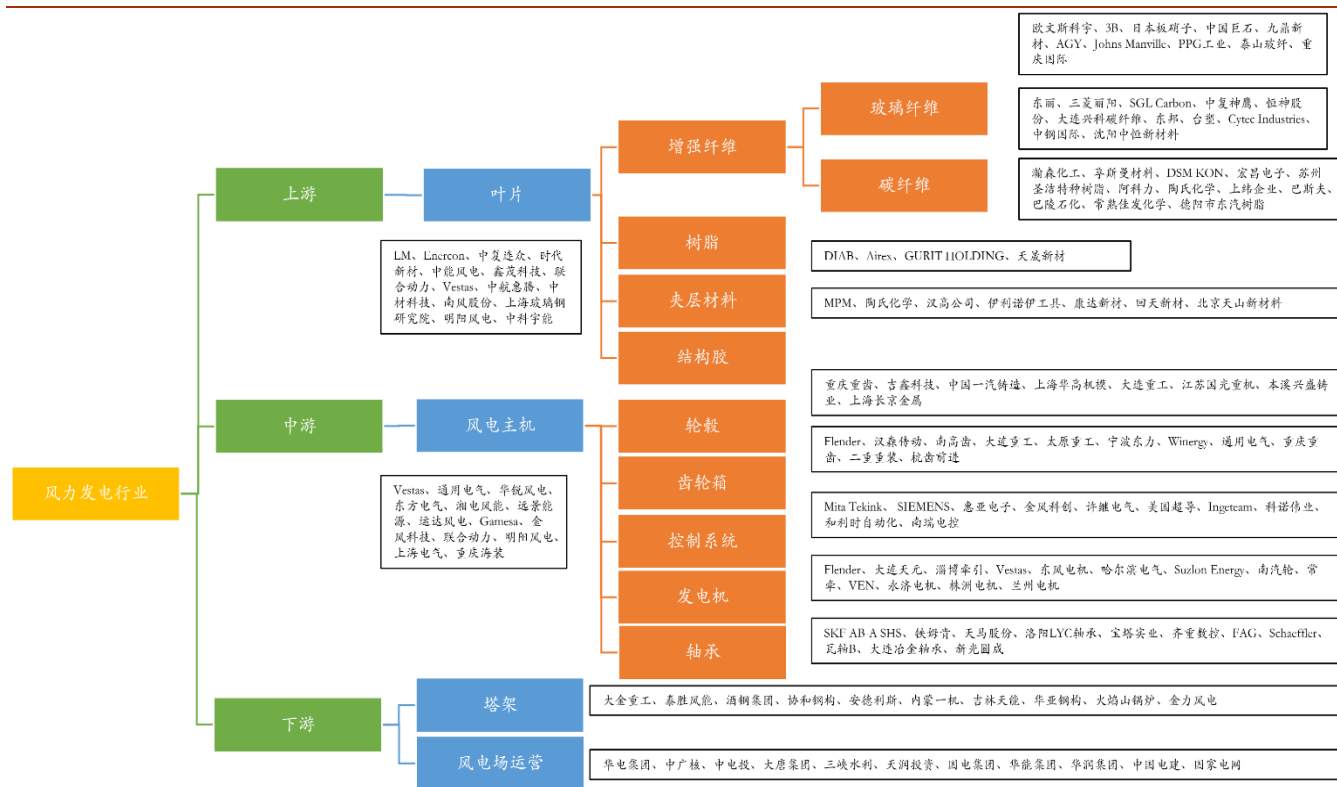 欧文斯科宇、3B、日本板硝子、中国巨石、九鼎新
材、AGY、Johns Manville、PPG工业、泰山玻纤、重
庆国际
玻璃纤维
东丽、三菱丽阳、SGL Carbon、中复神鹰、恒神股
份、大连兴科碳纤维、东邦、台塑、Cytec Industries、
中钢国际、沈阳中恒新材料
增强纤维
碳纤维
瀚森化工、亨斯曼材料、DSM KON、宏昌电子、苏州
圣洁特种树脂、阿科力、陶氏化学、上纬企业、巴斯夫、
巴陵石化、常熟佳发化学、德阳市东汽树脂
上游
叶片
LM、Enercon、中复连众、时代
新材、中能风电、鑫茂科技、联
合动力、Vestas、中航惠腾、中
材科技、南风股份、上海玻璃钢
研究院、明阳风电、中科宇能
树脂
DIAB、Airex、GURIT HOLDING、天晟新材
夹层材料
MPM、陶氏化学、汉高公司、伊利诺伊工具、康达新材、回天新材、北京天山新材料
结构胶
重庆重齿、吉鑫科技、中国一汽铸造、上海华高机模、大连重工、江苏国光重机、本溪兴盛铸
业、上海长京金属
中游
风电主机
轮毂
Flender、汉森传动、南高齿、大连重工、太原重工、宁波东力、Winergy、通用电气、重庆重
齿、二重重装、杭齿前进
齿轮箱
风力发电行业
Vestas、通用电气、华锐风电、
东方电气、湘电风能、远景能
源、运达风电、Gamesa、金
风科技、联合动力、明阳风电、
上海电气、重庆海装
Mita Tekink、SIEMENS、惠亚电子、金风科创、许继电气、美国超导、Ingeteam、科诺伟业、
和利时自动化、南瑞电控
控制系统
Flender、大连天元、淄博牵引、Vestas、东风电机、哈尔滨电气、Suzlon Energy、南汽轮、常
牵、VEN、永济电机、株洲电机、兰州电机
发电机
SKF AB A SHS、铁姆肯、天马股份、洛阳LYC轴承、宝塔实业、齐重数控、FAG、Schaeffler、
瓦轴B、大连冶金轴承、新光圆成
轴承
下游
塔架
大金重工、泰胜风能、酒钢集团、协和钢构、安德利斯、内蒙一机、吉林天能、华亚钢构、火焰山锅炉、金力风电
风电场运营
华电集团、中广核、中电投、大唐集团、三峡水利、天润投资、国电集团、华能集团、华润集团、中国电建、国家电网